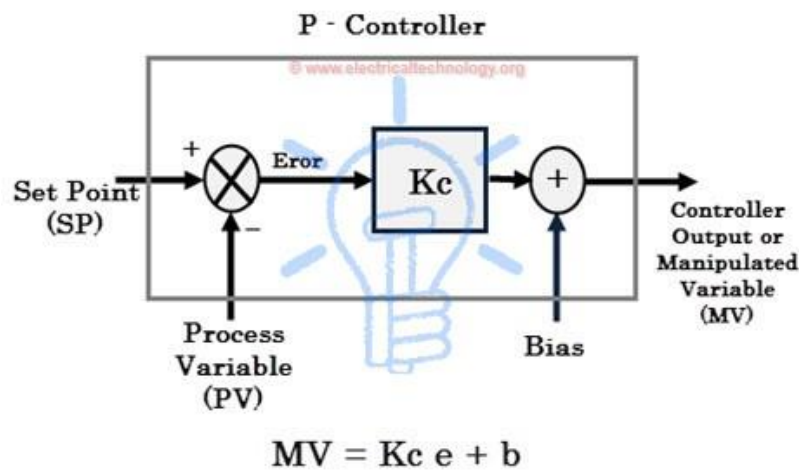 P - Controller
© www.electricaltechnology.org
+
Eror
Kc
+
Set Point
(SP)
−
Controller
Output or
Manipulated
Variable
(MV)
Process
Variable
(PV)
Bias
MV = Kc e + b